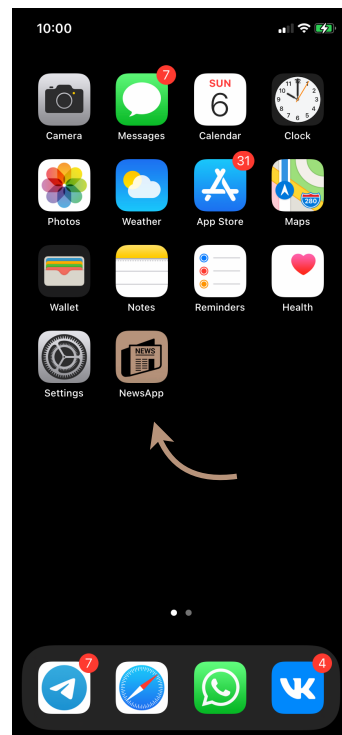 10:00
7
SUN
6
Camera Messages Calendar Clock
31
280
Photos Weather App Store Maps
Wallet Notes Reminders Health
NEWS
Settings NewsApp
7 4